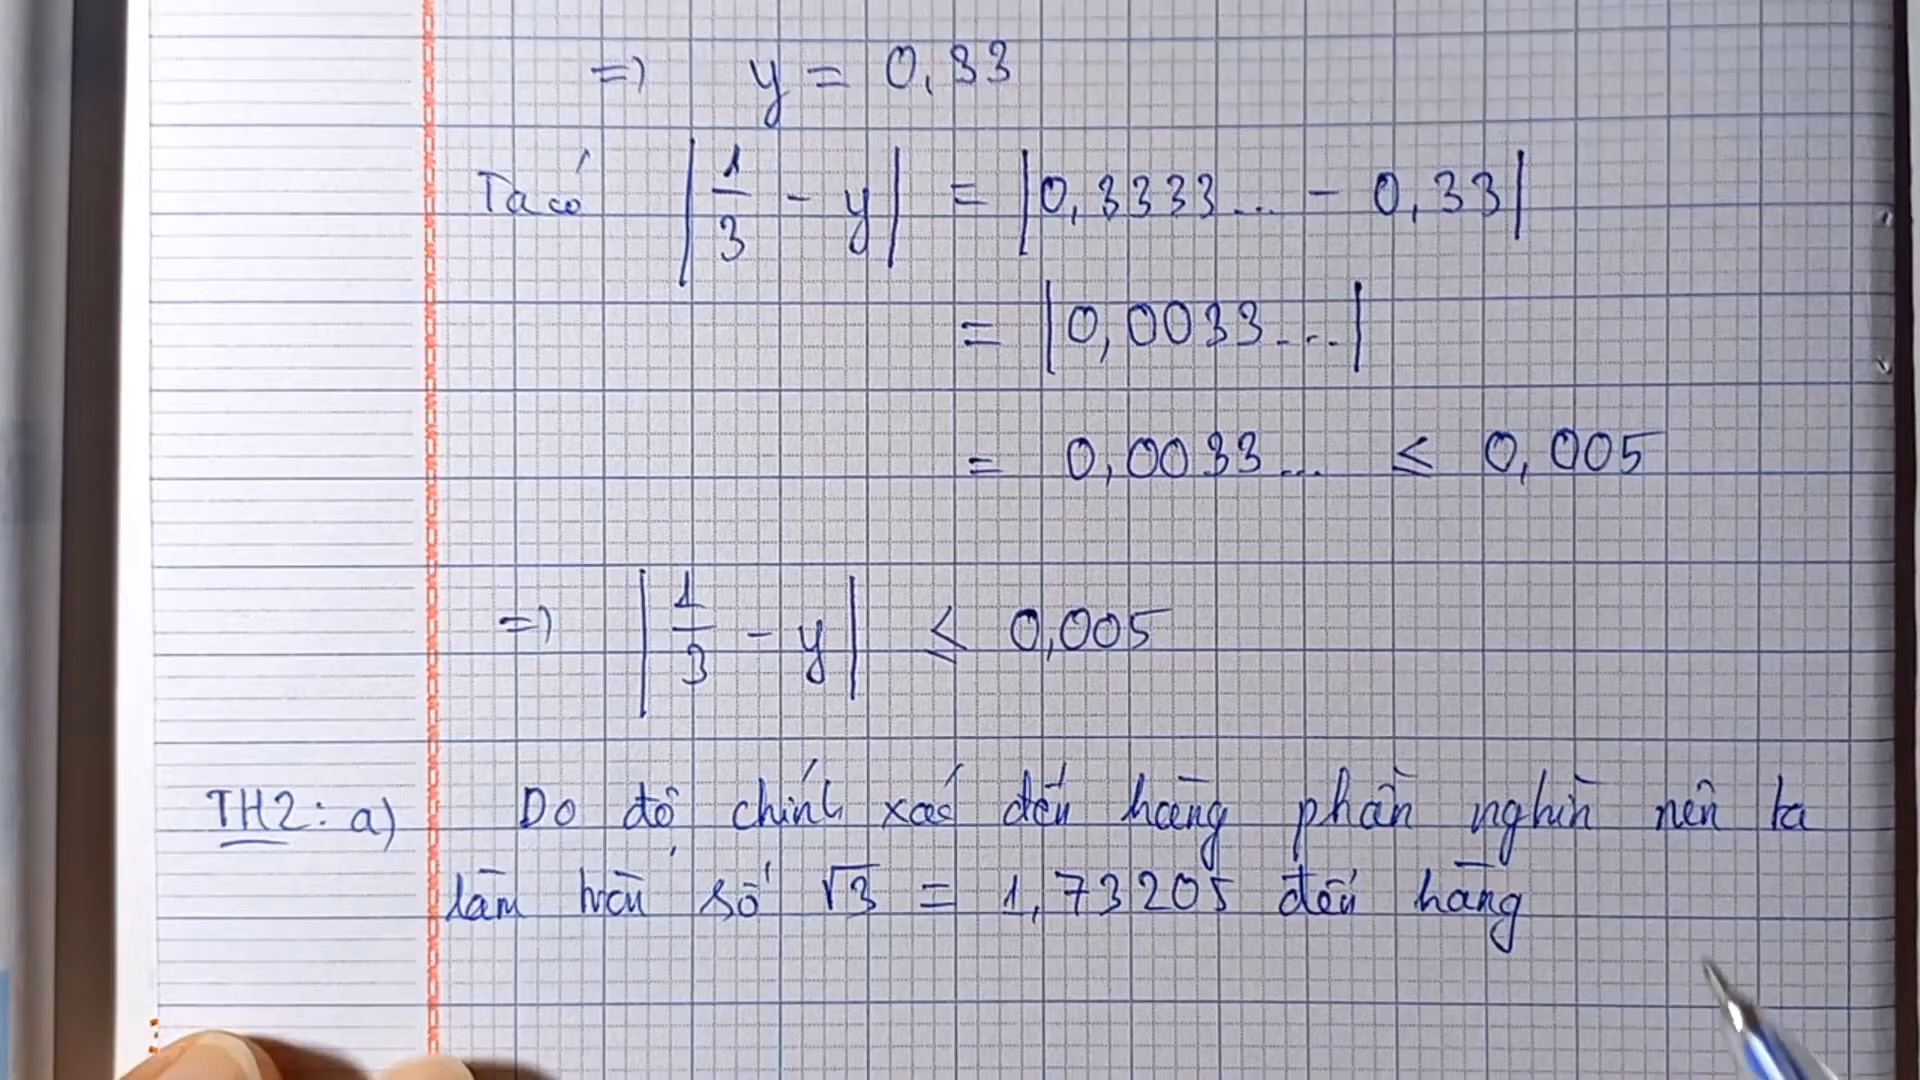 =) y = 0,33
Ta có |1/3 - y| = |0,3333... - 0,33|
= |0,0033...|
= 0,0033... ≤ 0,005
=) |1/3 - y| ≤ 0,005
TH2: a) Do độ chính xác đến hàng phần nghìn nên ta
làm tròn số √3 = 1,73205 đến hàng